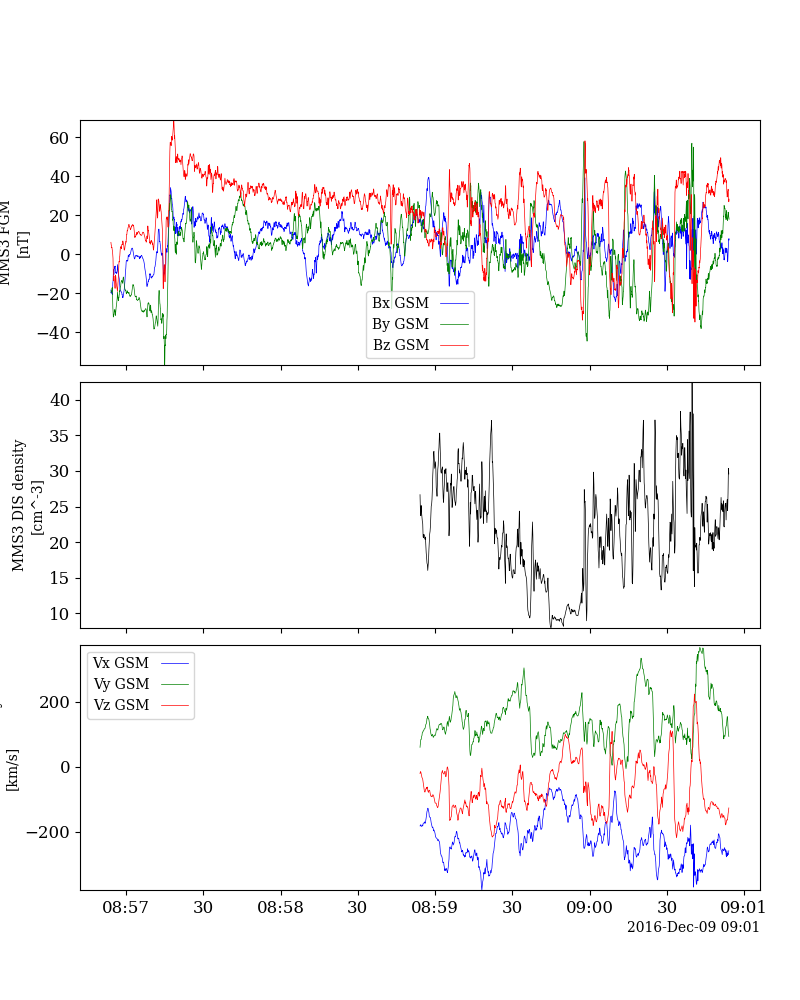 60
40
20
0
−20
−40
MMS3 FGM
[nT]
Bx GSM
By GSM
Bz GSM
40
35
30
25
20
15
10
MMS3 DIS density
[cm^-3]
200
0
−200
[km/s]
Vx GSM
Vy GSM
Vz GSM
08:57
30
08:58
30
08:59
30
09:00
30
09:01
2016-Dec-09 09:01